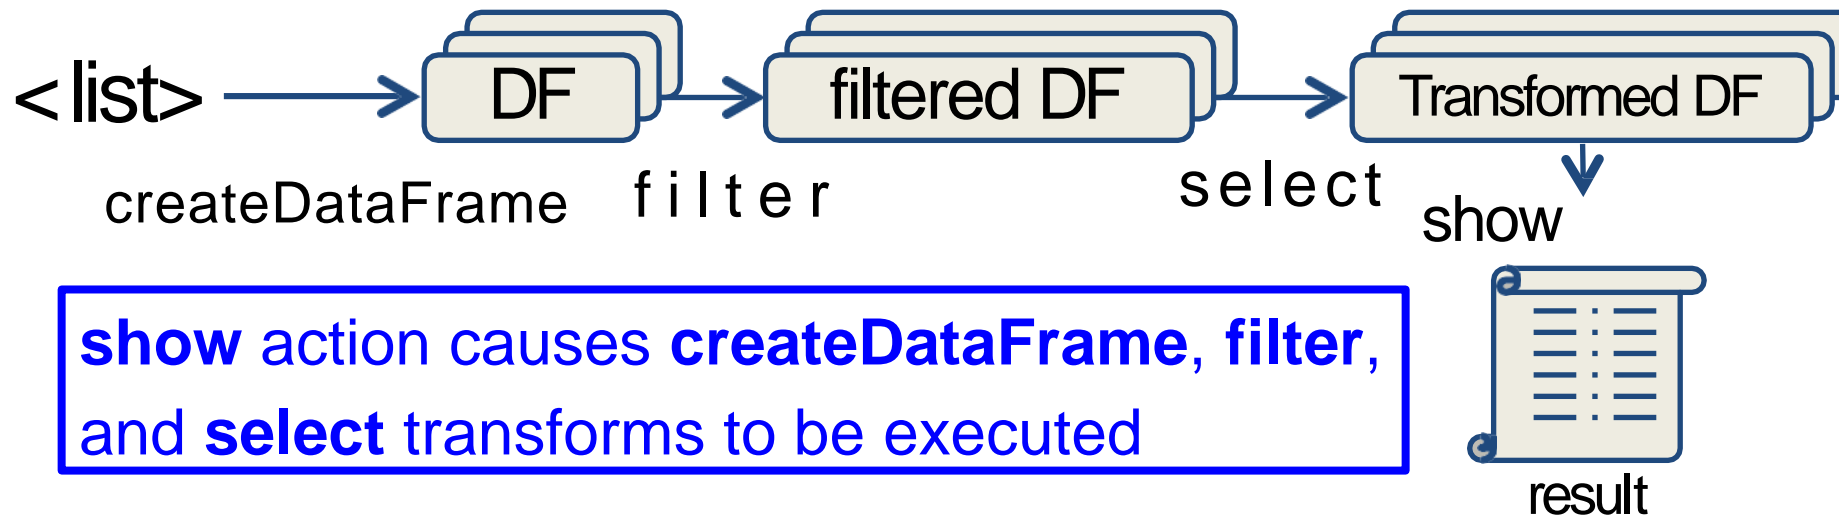 <list>
DF
filtered DF
Transformed DF
createDataFrame
filter
select
show
show action causes createDataFrame, filter,
and select transforms to be executed
result